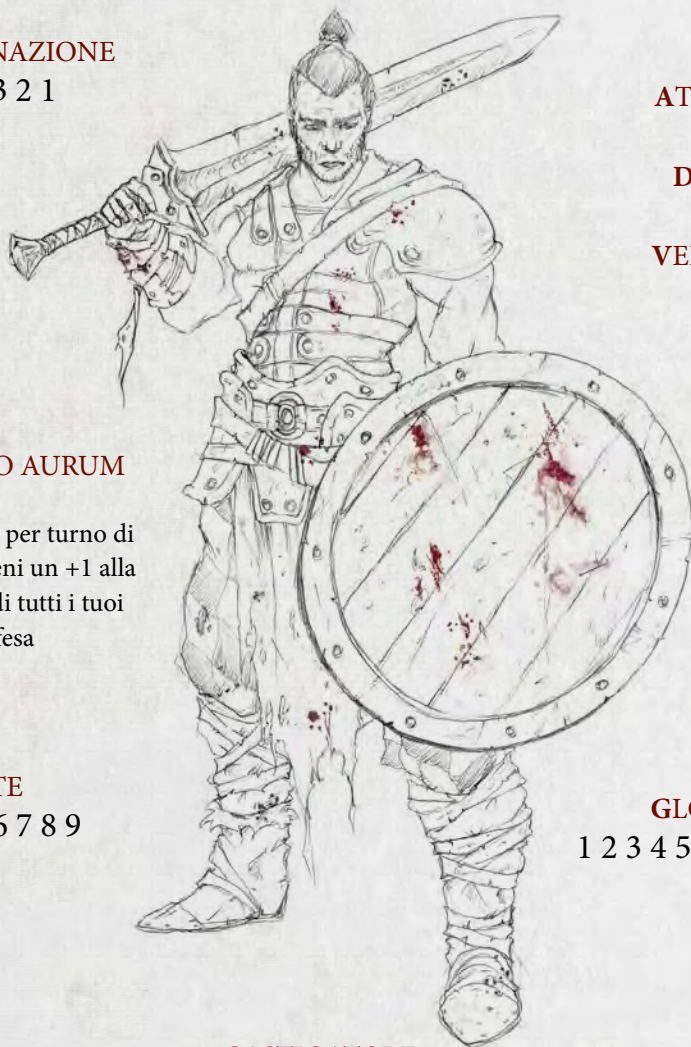 NAZIONE
3 2 1
AT
D
VE
O AURUM
per turno di
eni un +1 alla
di tutti i tuoi
fesa
TE
6 7 8 9
GLO
1 2 3 4 5